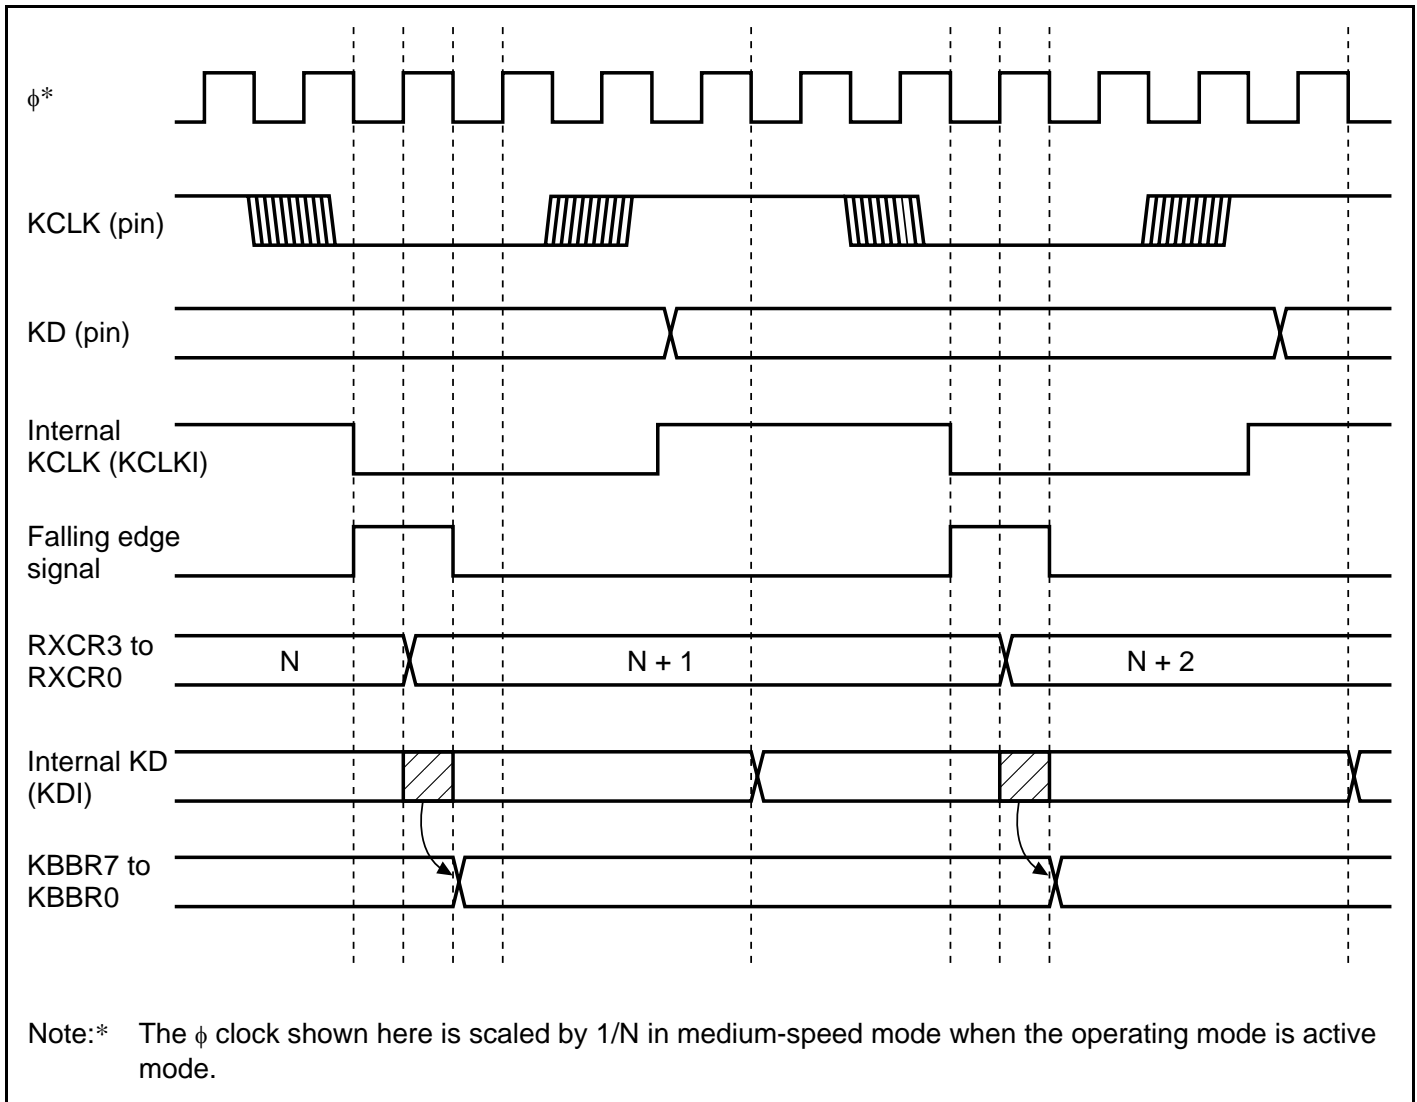 ϕ*
KCLK (pin)
KD (pin)
Internal
KCLK (KCLKI)
Falling edge
signal
RXCR3 to
RXCR0
N
N + 1
N + 2
Internal KD
(KDI)
KBBR7 to
KBBR0
Note:* The ϕ clock shown here is scaled by 1/N in medium-speed mode when the operating mode is active
mode.